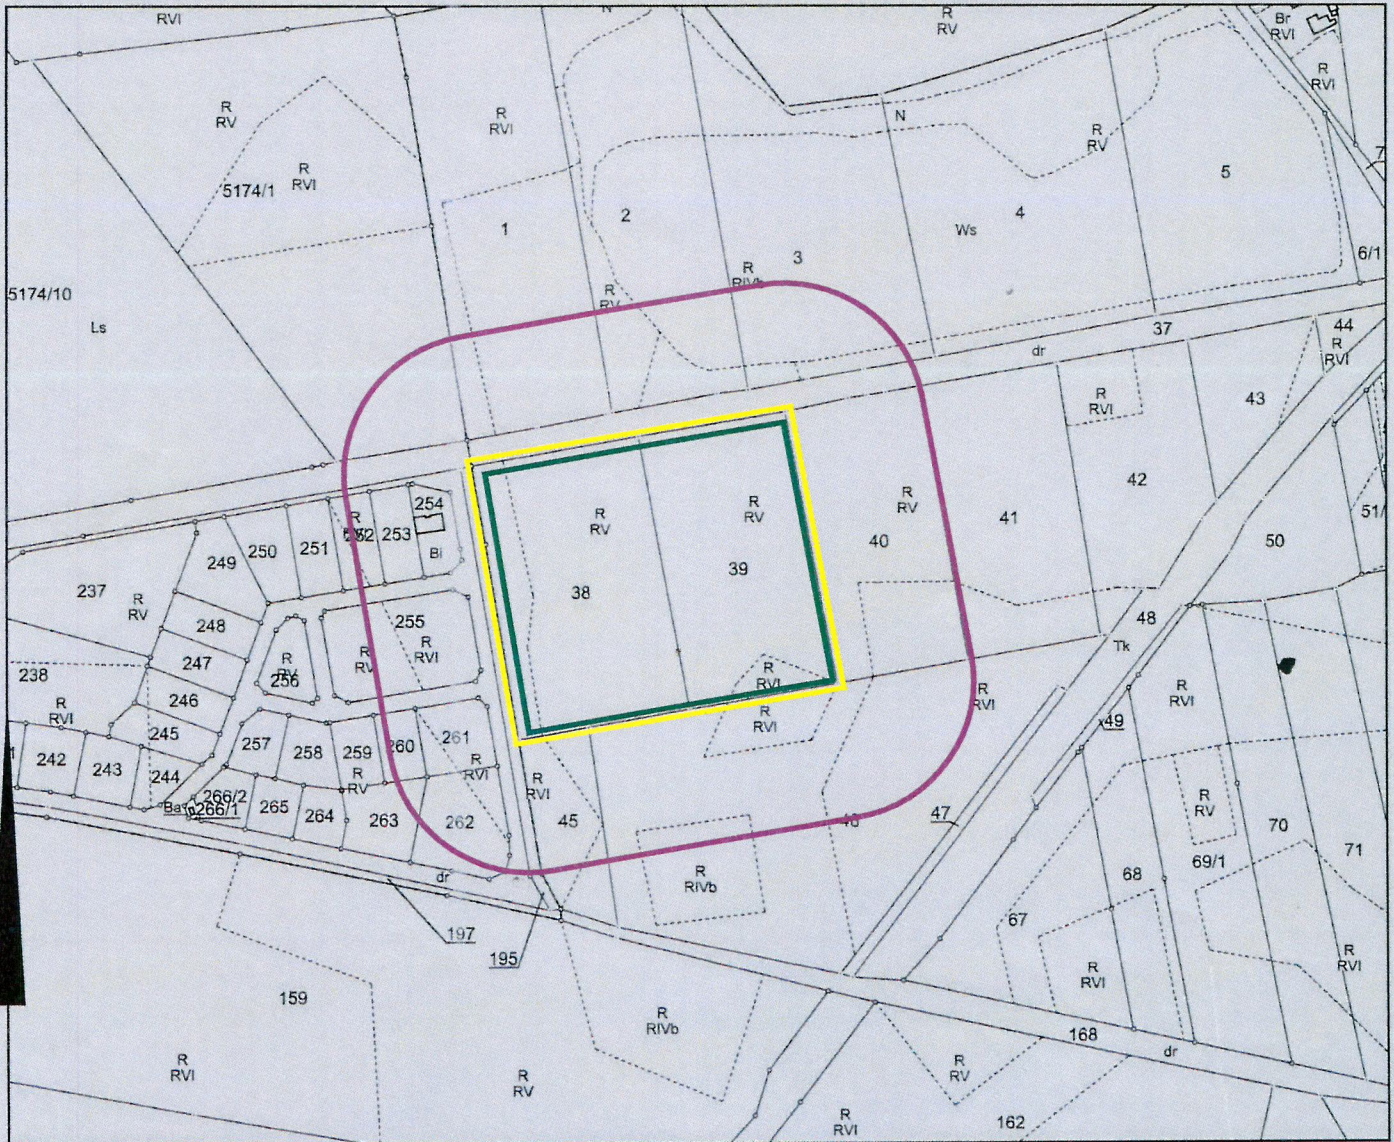 RVI
N
R
RV
Br
RVI
R
RVI
R
RV
R
RVI
N
R
RV
R
RVI
5174/1
5
1
2
4
Ws
3
6/1
5174/10
Ls
R
R
37
44
dr
R
RVI
R
RVI
43
42
254
R
RV
R
RV
R
RV
41
51/
R
250
251
253
249
Bi
40
50
39
38
237
R
RV
248
255
R
RVI
48
Tk
247
R
RV
256
R
238
R
RVI
R
RVI
R
RVI
R
RVI
R
RVI
246
245
257
258
259
260
261
49
242
243
244
R
RV
R
RVI
R
RVI
R
RV
266/2
266/1
265
264
263
262
45
47
70
71
69/1
68
dr
R
RIVb
67
197
195
R
RVI
R
RVI
159
R
RIVb
168
dr
R
RVI
R
RV
R
RV
R
RVI
162